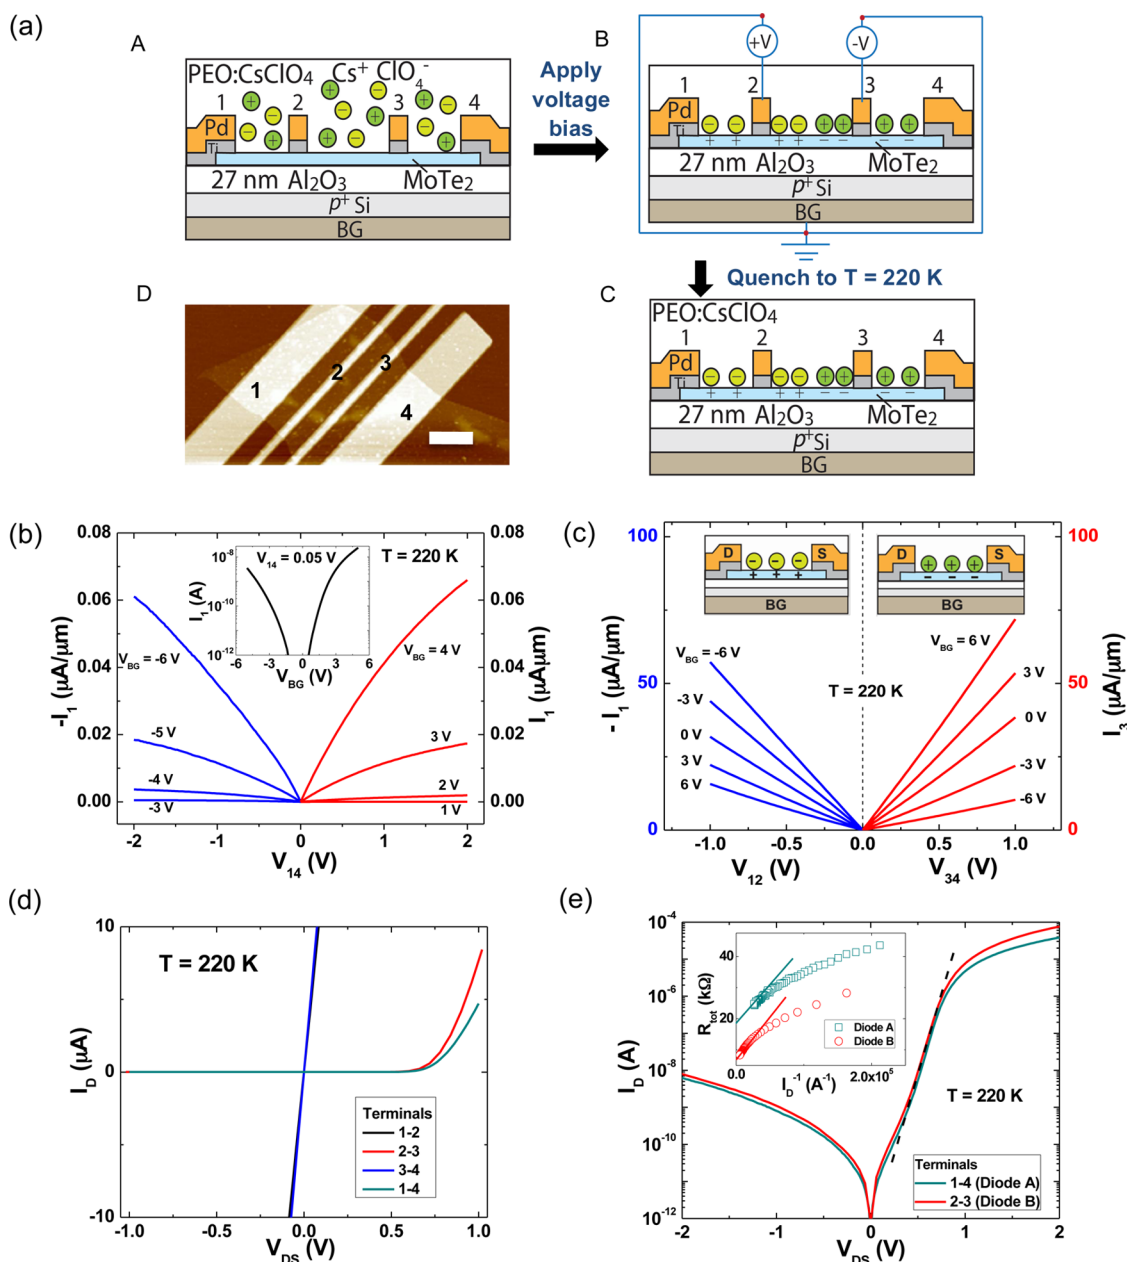 (a)
A
PEO:CsClO4 Cs+ ClO4-
1 2 3 4
Pd
Ti
27 nm Al2O3 MoTe2
p+ Si
BG
Apply
voltage
bias
B
+V -V
1 2 3 4
Pd
Ti
27 nm Al2O3 MoTe2
p+ Si
BG
Quench to T = 220 K
C
PEO:CsClO4
1 2 3 4
Pd
Ti
27 nm Al2O3 MoTe2
p+Si
BG
D
1 2 3 4
(b)
0.08
0.06
0.04
0.02
0.00
-I1 (µA/µm)
VBG = -6 V
-5 V
-4 V
-3 V
10-8
10-10
10-12
I1 (A)
V14 = 0.05 V
-6 -3 0 3 6
VBG (V)
T = 220 K
VBG = 4 V
3 V
2 V
1 V
0.08
0.06
0.04
0.02
0.00
I1 (µA/µm)
-2 -1 0 1 2
V14 (V)
(c)
100
50
0
- I1 (µA/µm)
D S
+ + +
BG
D S
- - -
BG
VBG = -6 V
-3 V
0 V
3 V
6 V
T = 220 K
VBG = 6 V
3 V
0 V
-3 V
-6 V
100
50
0
I3 (µA/µm)
-1.0 -0.5 0.0 0.5 1.0
V12 (V) V34 (V)
(d)
10
0
-10
ID (µA)
T = 220 K
Terminals
1-2
2-3
3-4
1-4
-1.0 -0.5 0.0 0.5 1.0
VDS (V)
(e)
10-4
10-6
10-8
10-10
10-12
ID (A)
40
20
Rtot (kΩ)
Diode A
Diode B
0.0 2.0x105
ID-1 (A-1)
T = 220 K
Terminals
1-4 (Diode A)
2-3 (Diode B)
-2 -1 0 1 2
VDS (V)